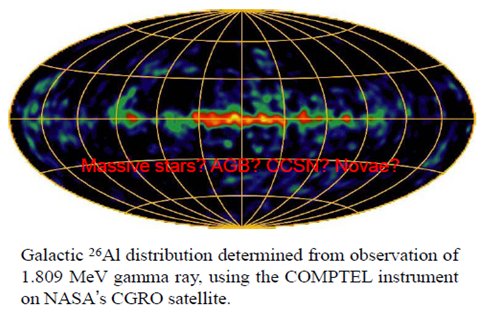 Massive stars? AGB? CCSN? Novae?
Galactic ²⁶Al distribution determined from observation of
1.809 MeV gamma ray, using the COMPTEL instrument
on NASA's CGRO satellite.